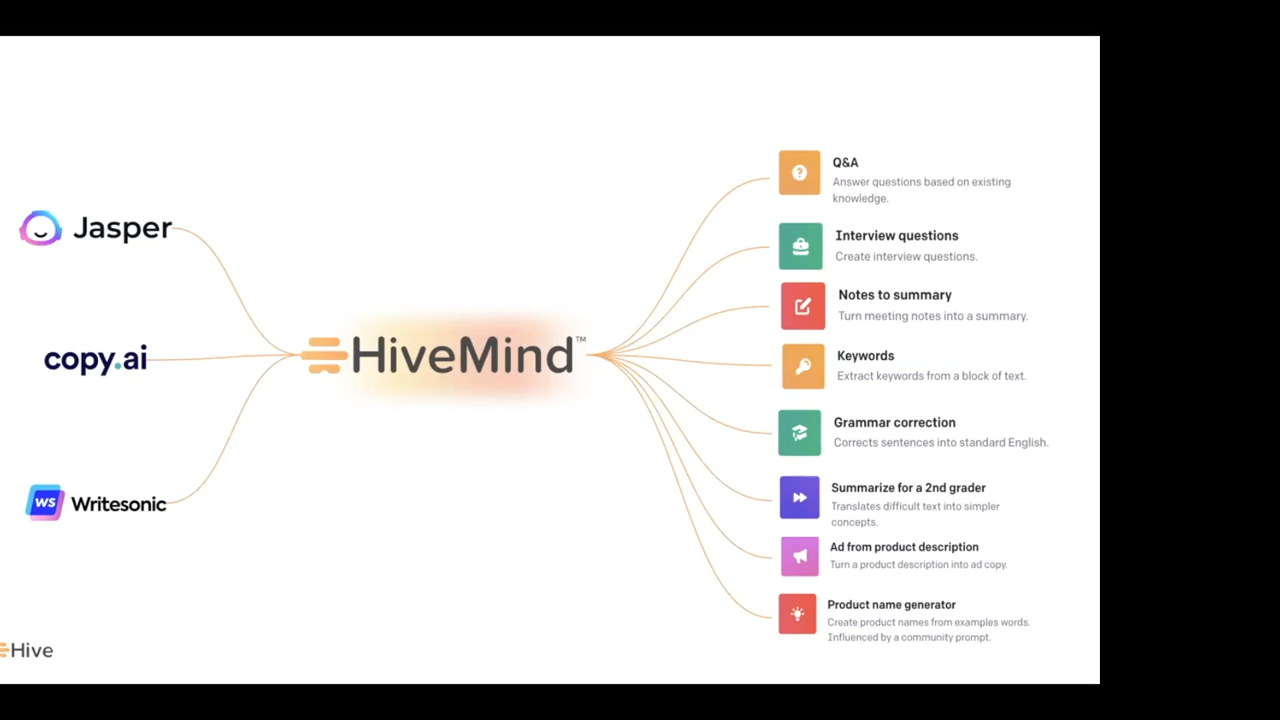 Jasper
copy.ai
WS Writesonic
HiveMind™
Q&A
Answer questions based on existing
knowledge.
Interview questions
Create interview questions.
Notes to summary
Turn meeting notes into a summary.
Keywords
Extract keywords from a block of text.
Grammar correction
Corrects sentences into standard English.
Summarize for a 2nd grader
Translates difficult text into simpler
concepts.
Ad from product description
Turn a product description into ad copy.
Product name generator
Create product names from examples words.
Influenced by a community prompt.
Hive